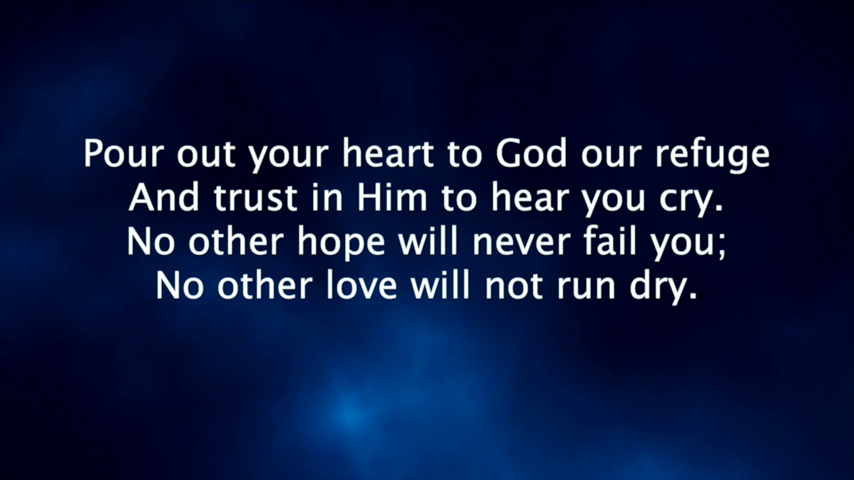 Pour out your heart to God our refuge
And trust in Him to hear you cry.
No other hope will never fail you;
No other love will not run dry.